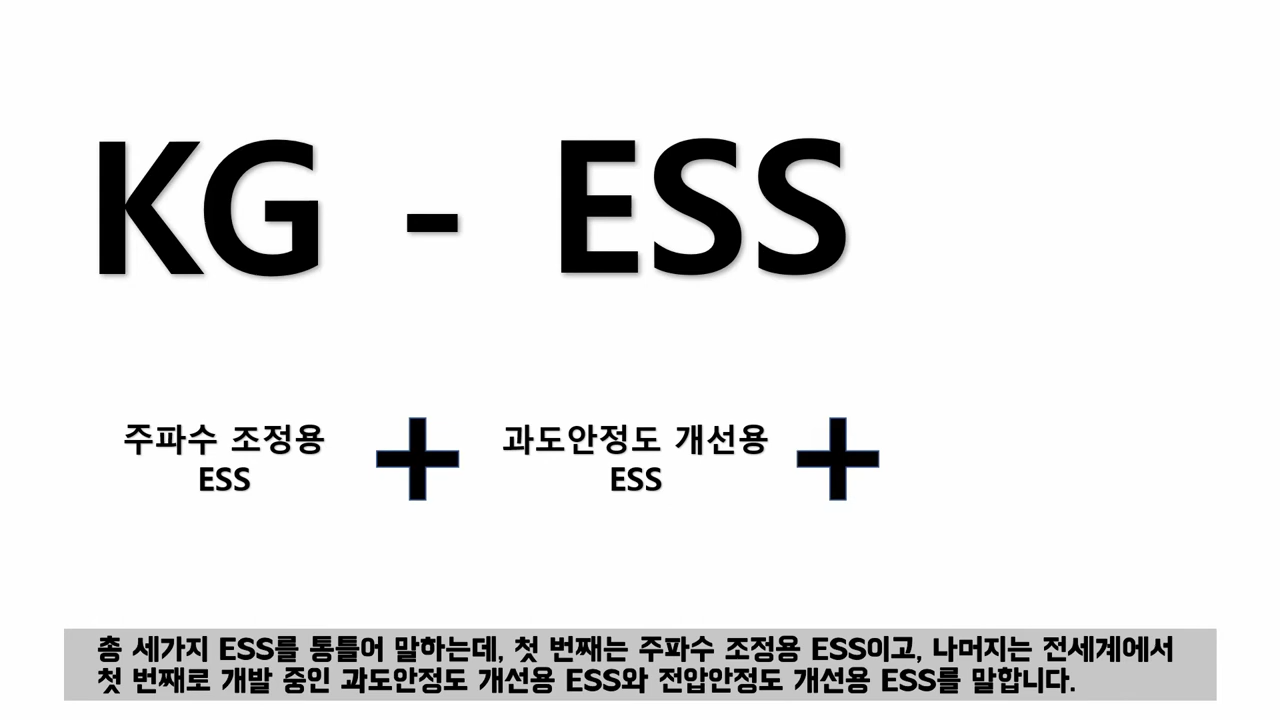 KG - ESS
주파수 조정용
ESS
과도안정도 개선용
ESS
총 세가지 ESS를 통틀어 말하는데, 첫 번째는 주파수 조정용 ESS이고, 나머지는 전세계에서
첫 번째로 개발 중인 과도안정도 개선용 ESS와 전압안정도 개선용 ESS를 말합니다.